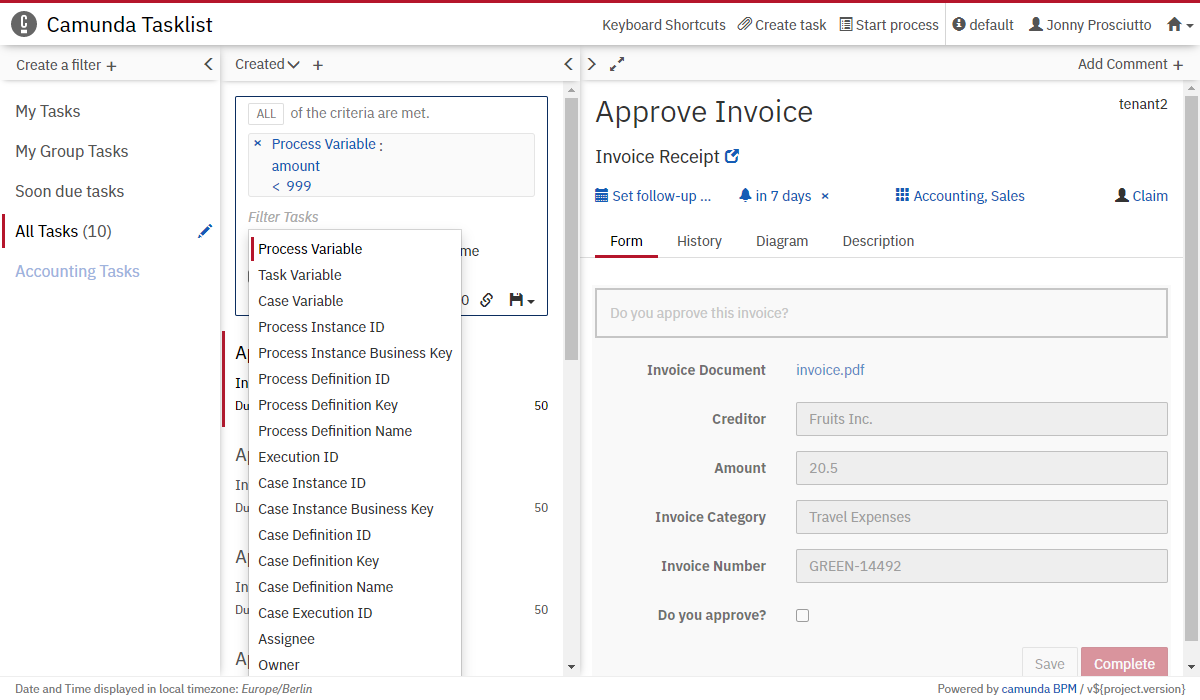 Camunda Tasklist
Keyboard Shortcuts
Create task
Start process
default
Jonny Prosciutto
Create a filter +
Created
+
Add Comment +
My Tasks
My Group Tasks
Soon due tasks
All Tasks (10)
Accounting Tasks
ALL of the criteria are met.
× Process Variable :
amount
< 999
Filter Tasks
me
0
Process Variable
Task Variable
Case Variable
Process Instance ID
Process Instance Business Key
Process Definition ID
Process Definition Key
Process Definition Name
Execution ID
Case Instance ID
Case Instance Business Key
Case Definition ID
Case Definition Key
Case Definition Name
Case Execution ID
Assignee
Owner
In
Du
50
In
Du
50
In
Du
50
Approve Invoice
tenant2
Invoice Receipt
Set follow-up ...
in 7 days ×
Accounting, Sales
Claim
Form
History
Diagram
Description
Do you approve this invoice?
Invoice Document invoice.pdf
Creditor Fruits Inc.
Amount 20.5
Invoice Category Travel Expenses
Invoice Number GREEN-14492
Do you approve?
Save
Complete
Date and Time displayed in local timezone: Europe/Berlin
Powered by camunda BPM / v${project.version}